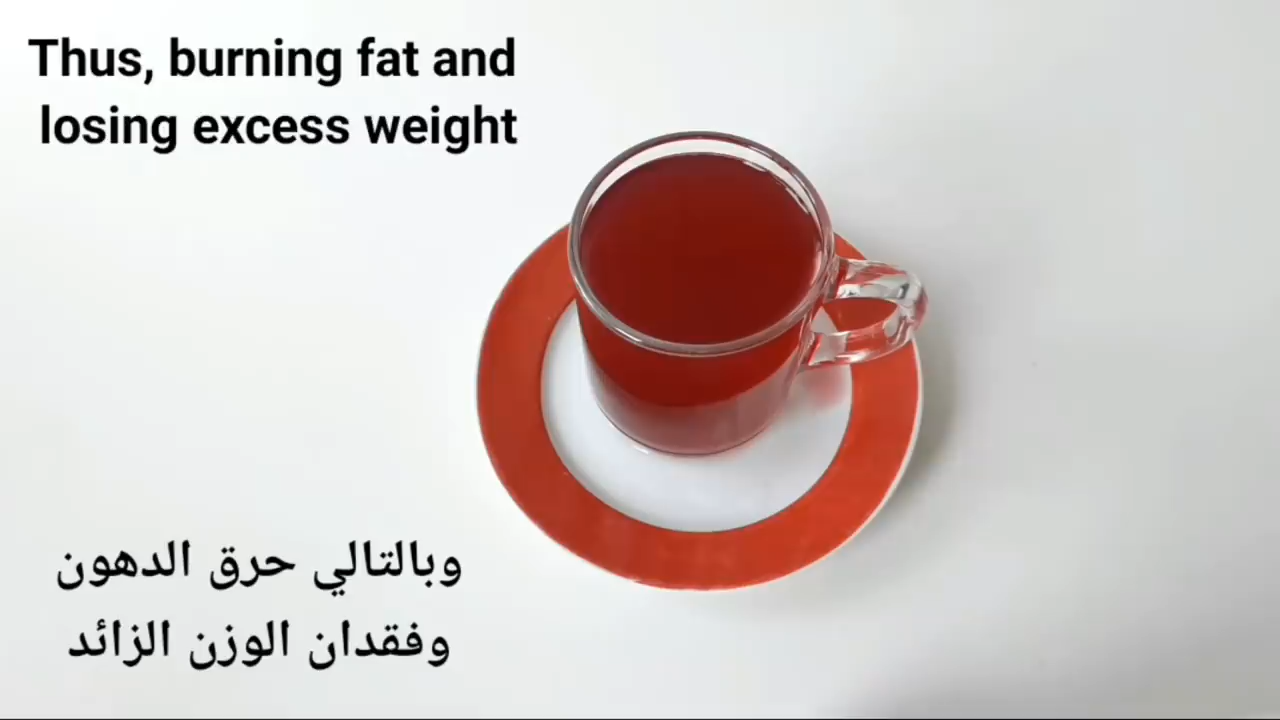 Thus, burning fat and
losing excess weight
وبالتالي حرق الدهون
وفقدان الوزن الزائد